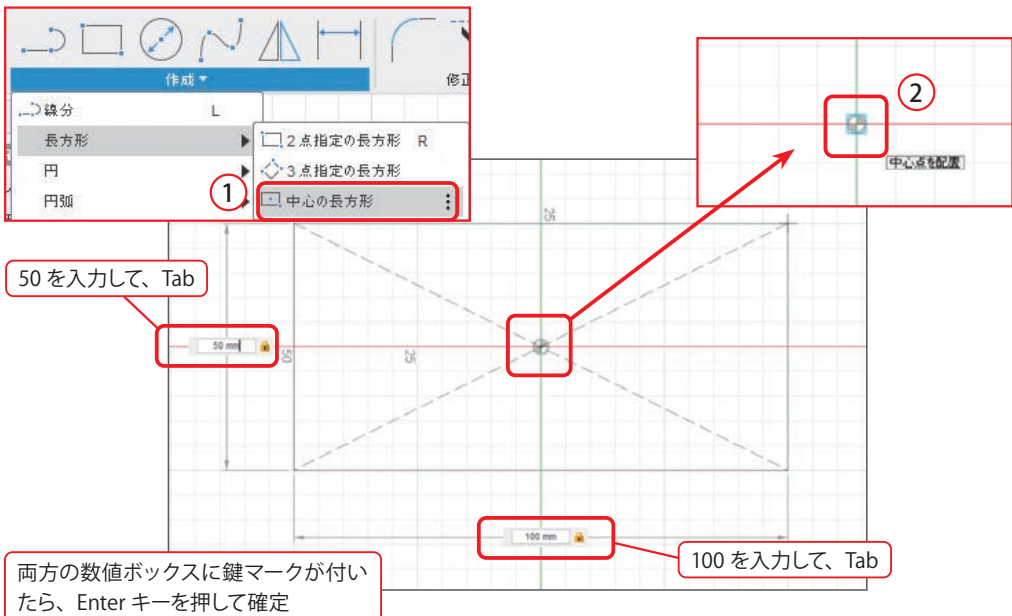 作成▼
修正
線分 L
長方形
2点指定の長方形 R
円
3点指定の長方形
円弧
①
中心の長方形
②
中心点を配置
25
50 を入力して、Tab
50 mm
50
25
100 mm
100 を入力して、Tab
両方の数値ボックスに鍵マークが付い
たら、Enter キーを押して確定